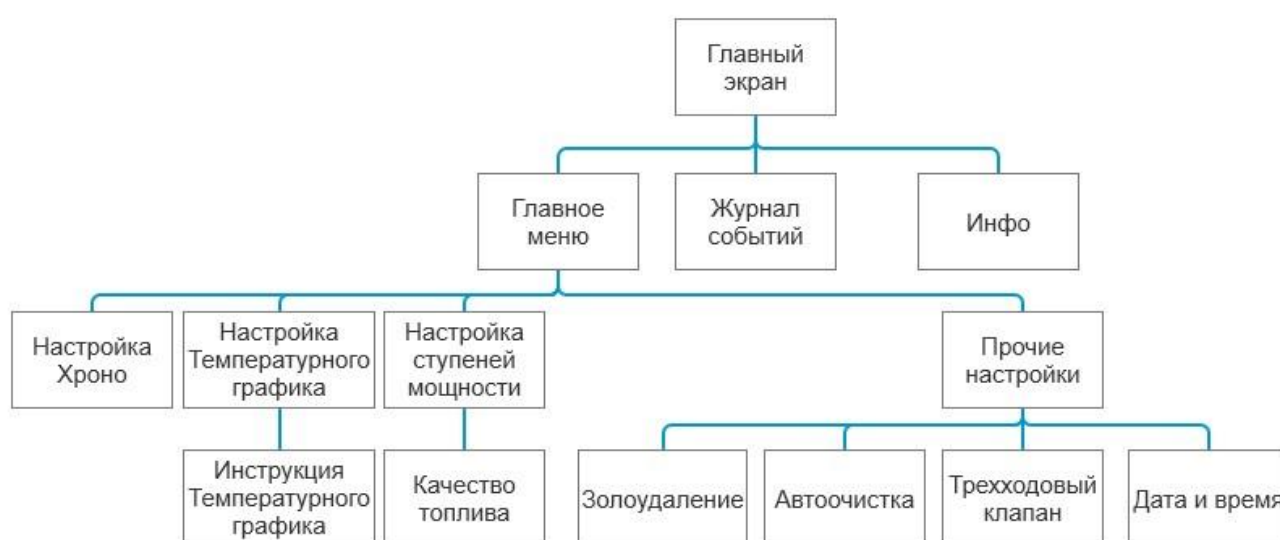 Главный
экран
Главное
меню
Журнал
событий
Инфо
Настройка
Хроно
Настройка
Температурного
графика
Настройка
ступеней
мощности
Прочие
настройки
Инструкция
Температурного
графика
Качество
топлива
Золоудаление
Автоочистка
Трехходовый
клапан
Дата и время